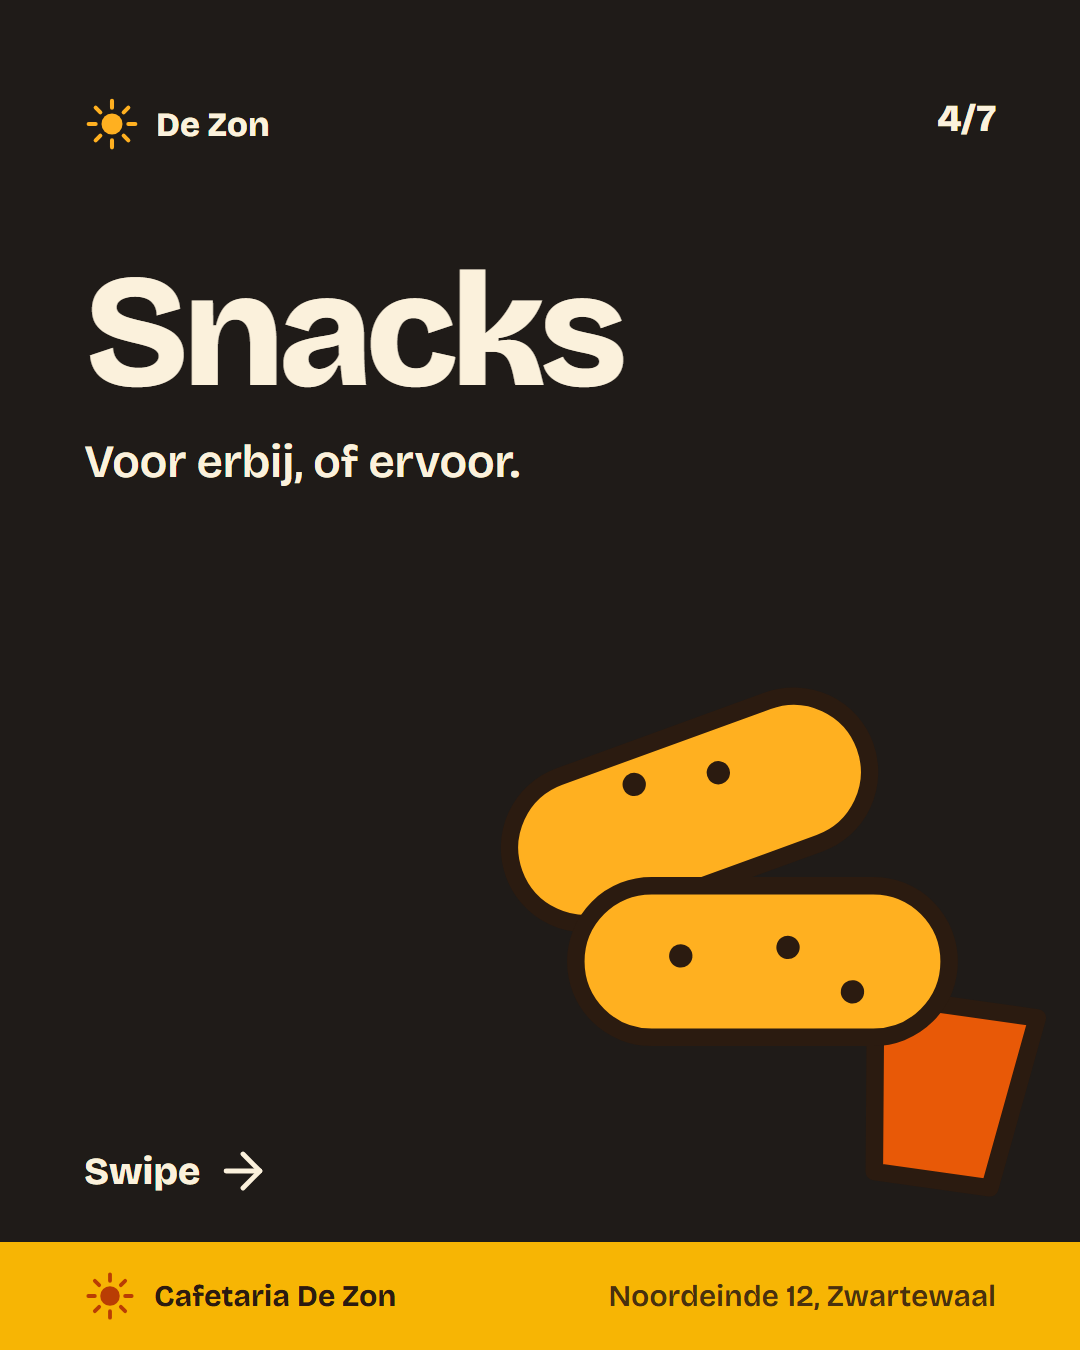 De Zon
4/7
Snacks
Voor erbij, of ervoor.
Swipe
Cafetaria De Zon
Noordeinde 12, Zwartewaal